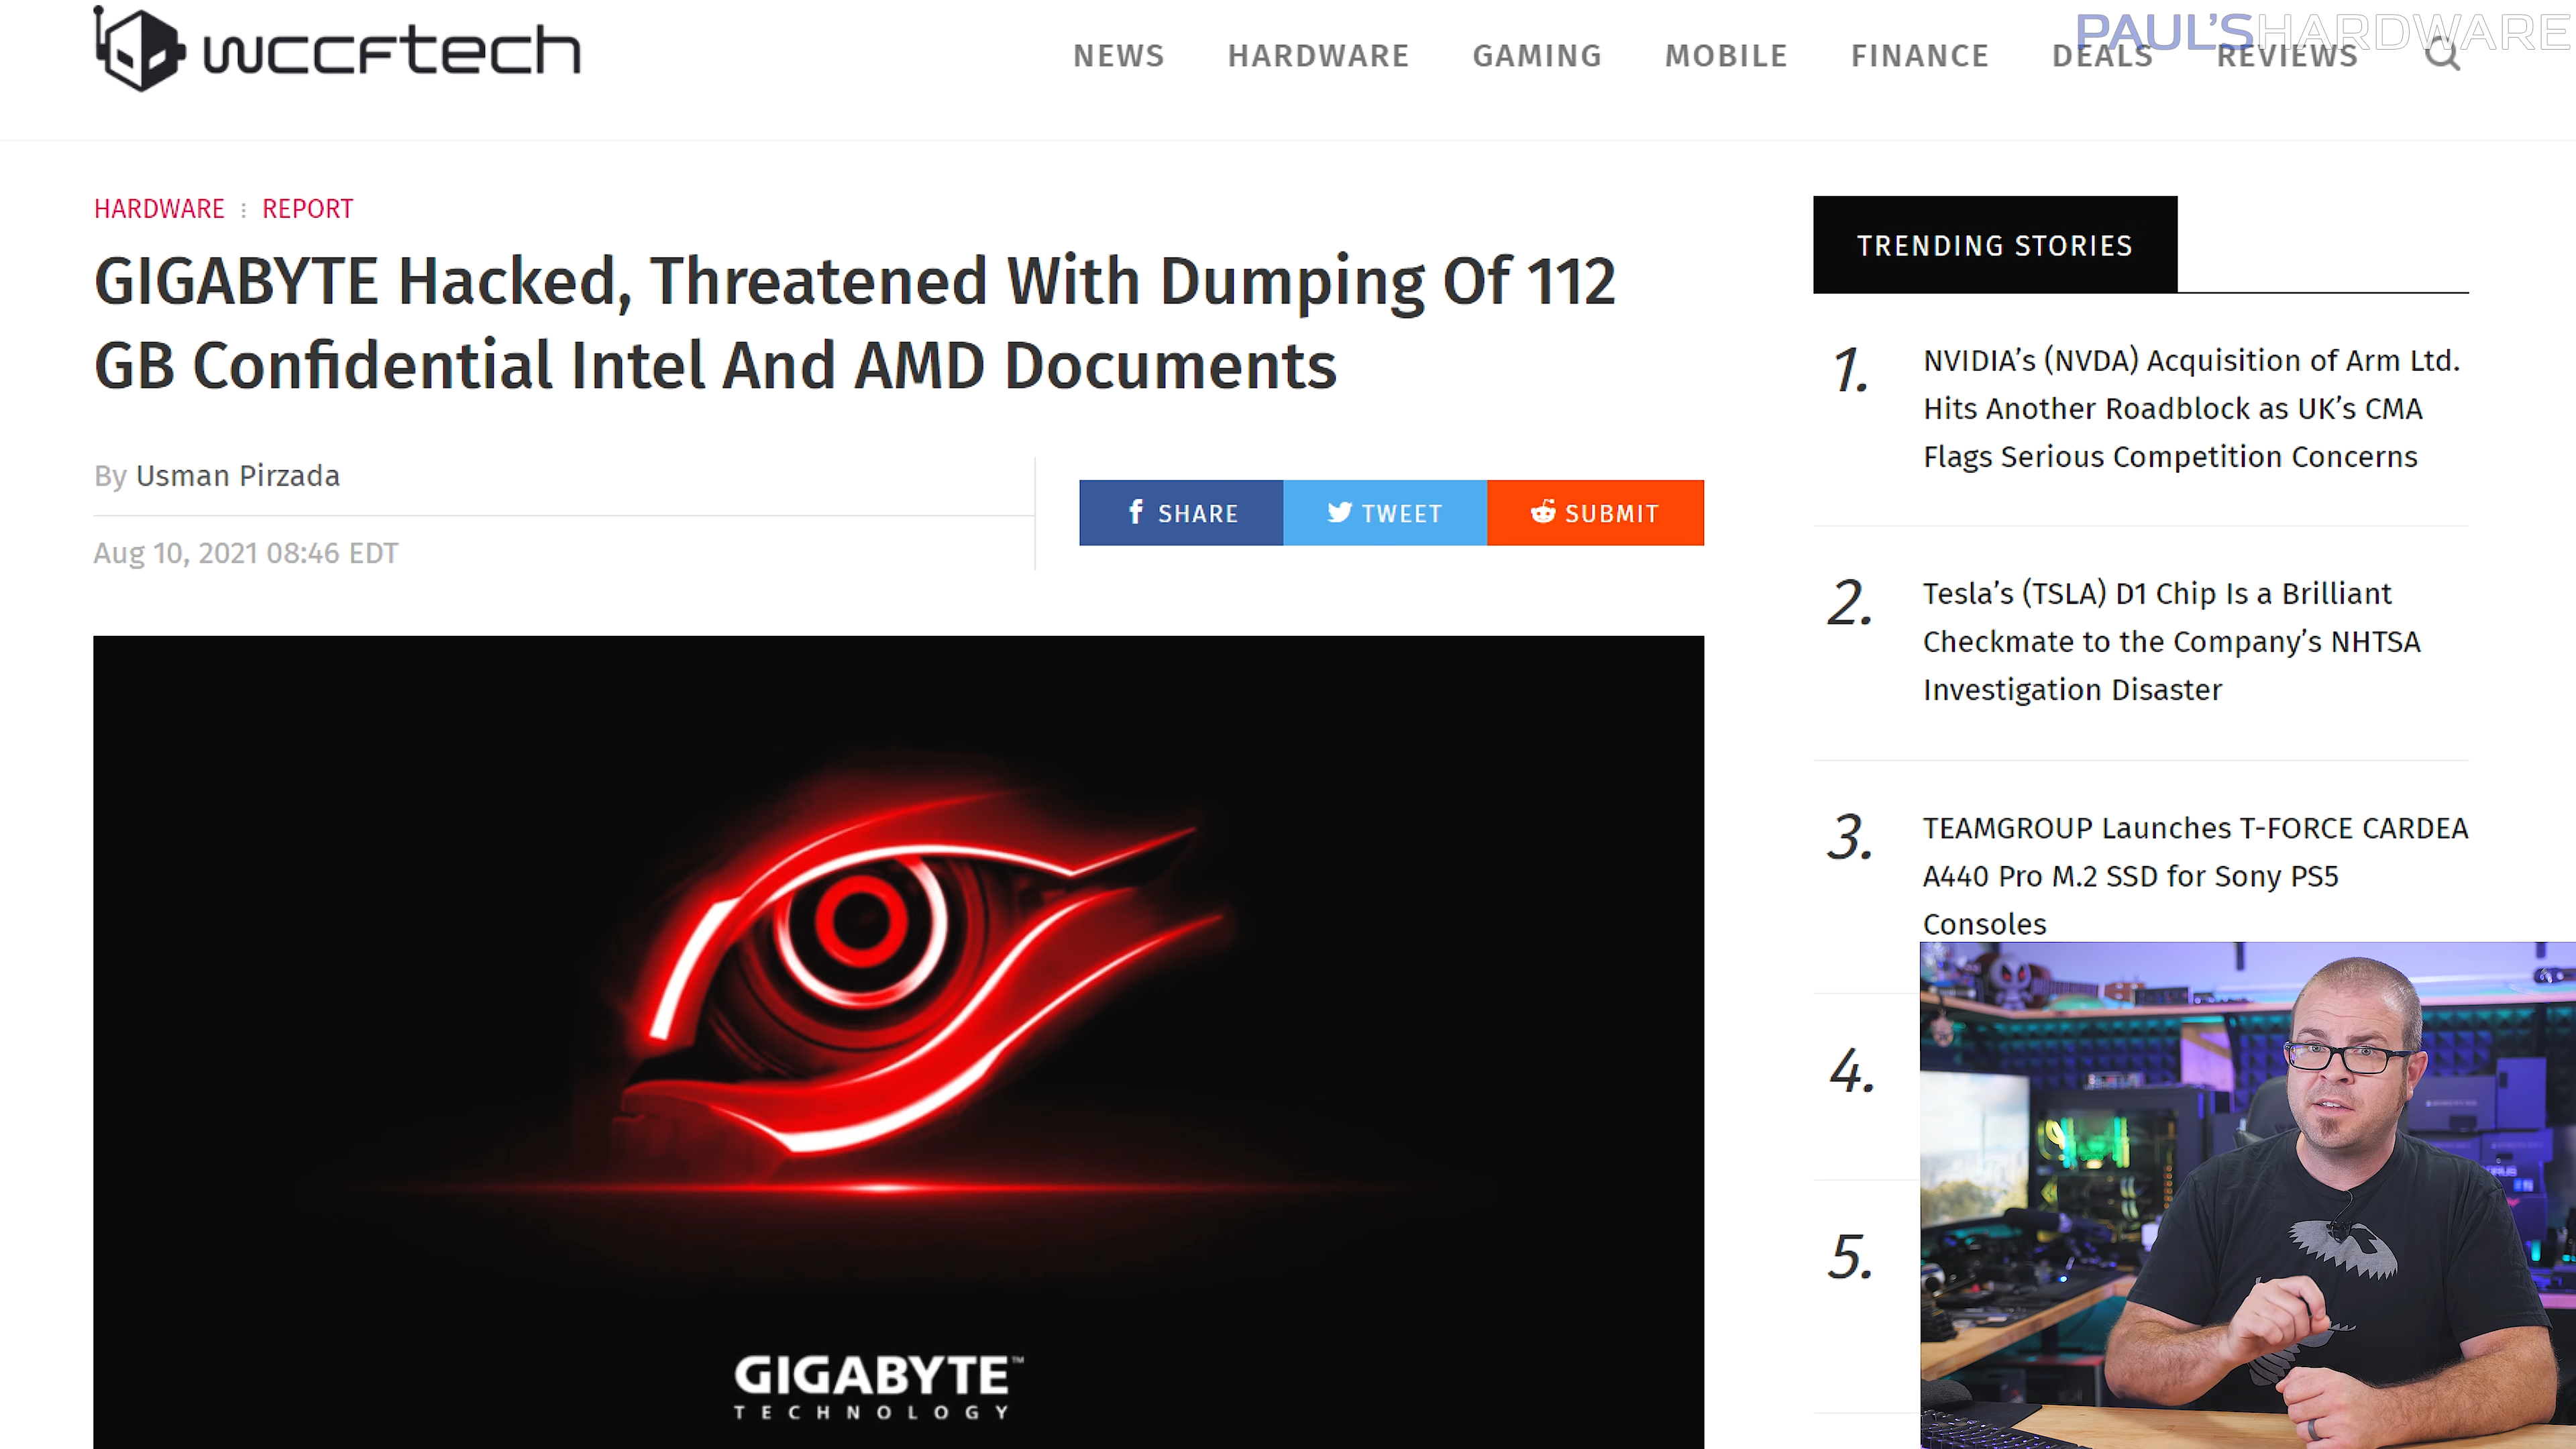 wccftech
NEWS HARDWARE GAMING MOBILE FINANCE DEALS REVIEWS
PAUL'SHARDWARE
HARDWARE REPORT
GIGABYTE Hacked, Threatened With Dumping Of 112
GB Confidential Intel And AMD Documents
By Usman Pirzada
Aug 10, 2021 08:46 EDT
f SHARE TWEET SUBMIT
GIGABYTE™
TECHNOLOGY
TRENDING STORIES
1. NVIDIA’s (NVDA) Acquisition of Arm Ltd.
Hits Another Roadblock as UK’s CMA
Flags Serious Competition Concerns
2. Tesla’s (TSLA) D1 Chip Is a Brilliant
Checkmate to the Company’s NHTSA
Investigation Disaster
3. TEAMGROUP Launches T-FORCE CARDEA
A440 Pro M.2 SSD for Sony PS5
Consoles
4.
5.